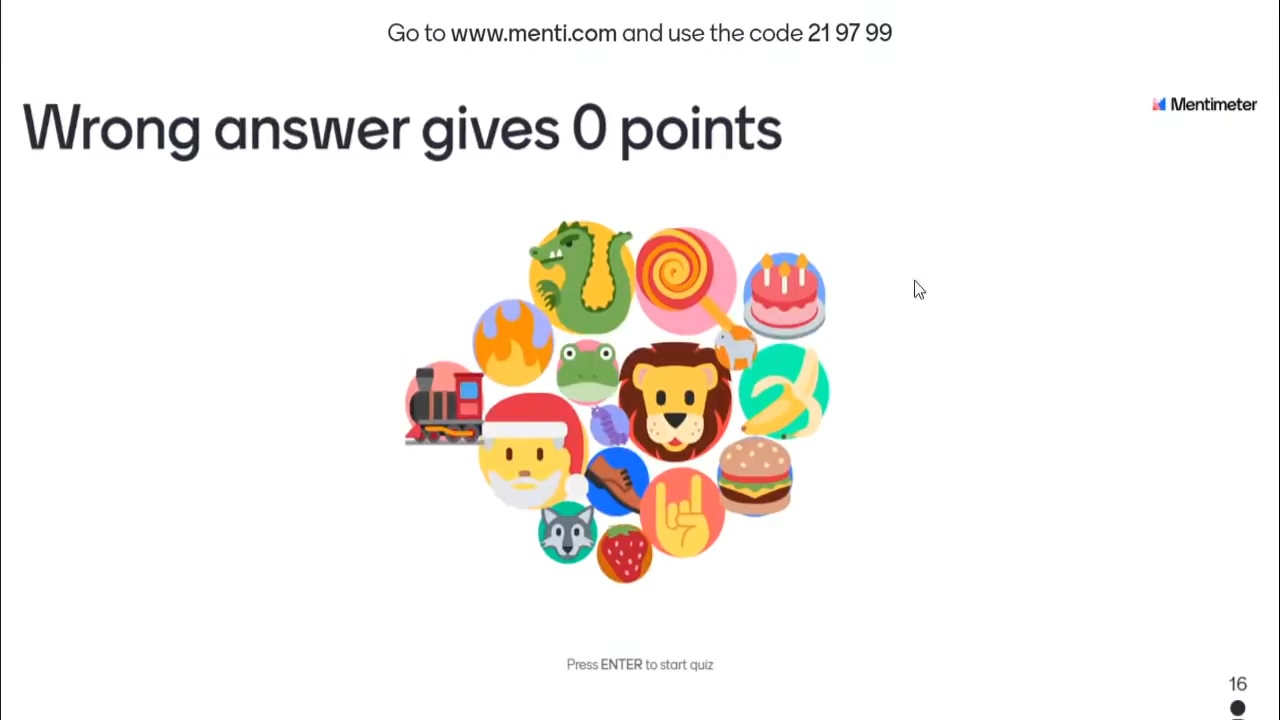 Go to www.menti.com and use the code 21 97 99
Mentimeter
Wrong answer gives 0 points
Press ENTER to start quiz
16